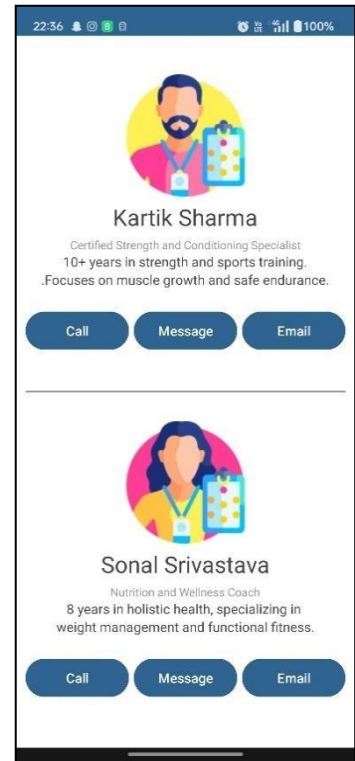 22:36 100%
Kartik Sharma
Certified Strength and Conditioning Specialist
10+ years in strength and sports training.
.Focuses on muscle growth and safe endurance.
Call Message Email
Sonal Srivastava
Nutrition and Wellness Coach
8 years in holistic health, specializing in
weight management and functional fitness.
Call Message Email